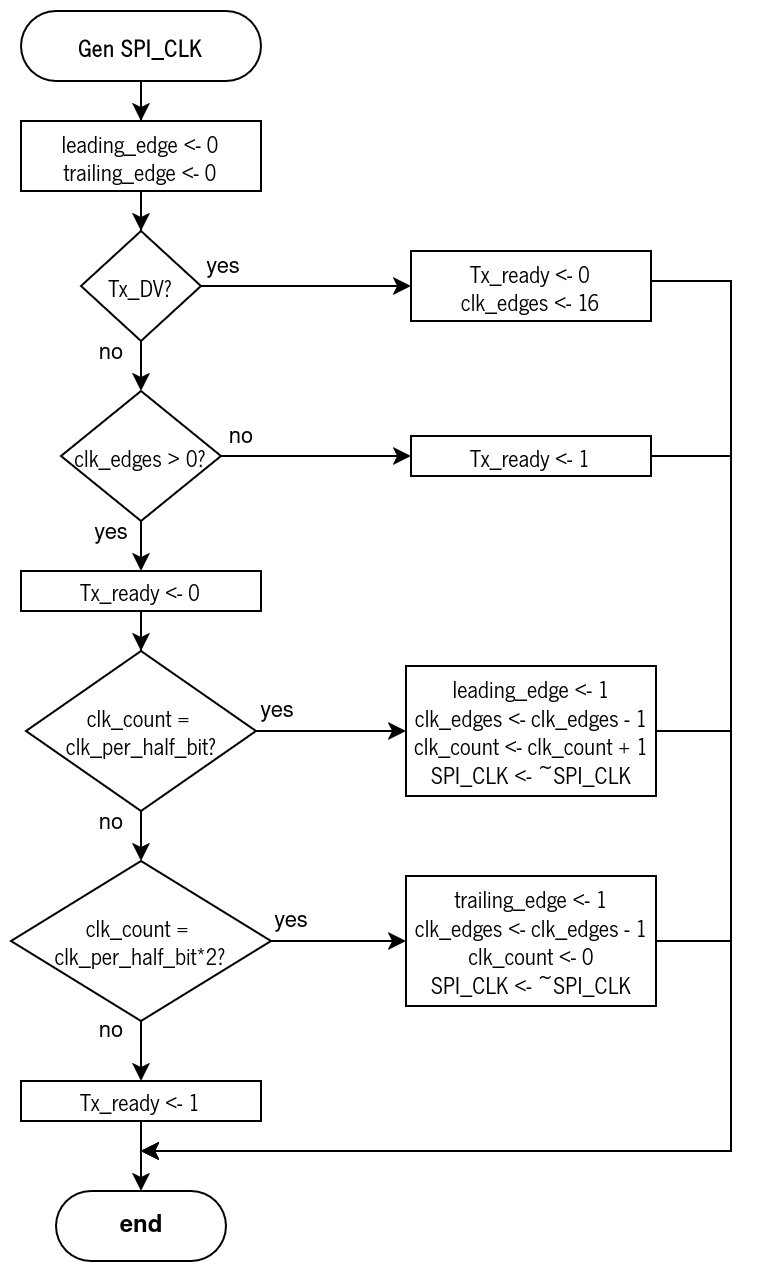 Gen SPI_CLK
leading_edge <- 0
trailing_edge <- 0
Tx_DV?
yes
Tx_ready <- 0
clk_edges <- 16
no
clk_edges > 0?
no
Tx_ready <- 1
yes
Tx_ready <- 0
clk_count =
clk_per_half_bit?
yes
leading_edge <- 1
clk_edges <- clk_edges - 1
clk_count <- clk_count + 1
SPI_CLK <- ~SPI_CLK
no
clk_count =
clk_per_half_bit*2?
yes
trailing_edge <- 1
clk_edges <- clk_edges - 1
clk_count <- 0
SPI_CLK <- ~SPI_CLK
no
Tx_ready <- 1
end